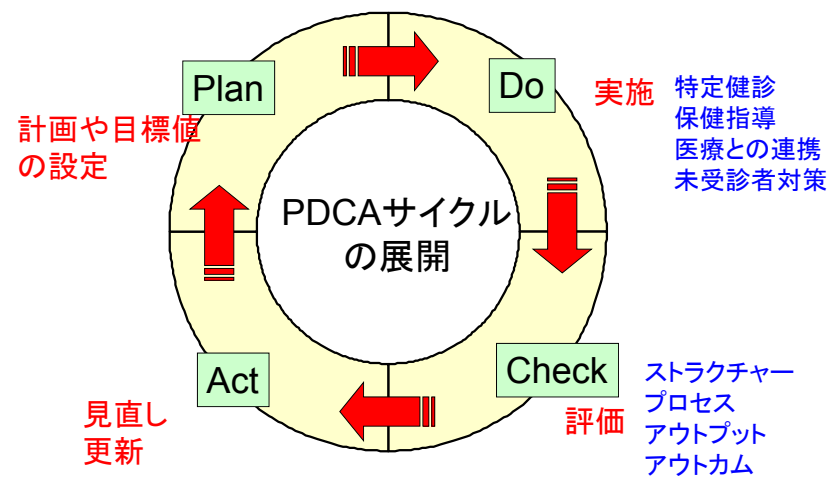 Plan
計画や目標値
の設定
Do
実施
特定健診
保健指導
医療との連携
未受診者対策
PDCAサイクル
の展開
Check
評価
ストラクチャー
プロセス
アウトプット
アウトカム
Act
見直し
更新